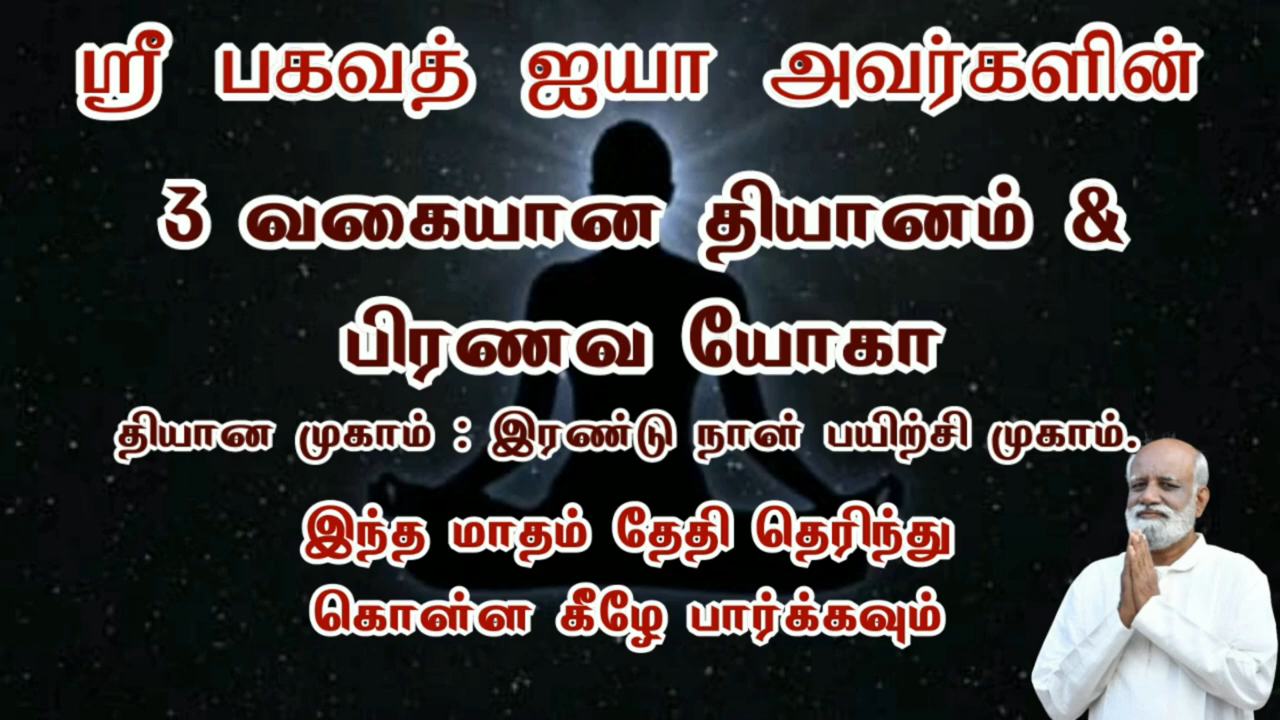 ஸ்ரீ பகவத் ஐயா அவர்களின்
3 வகையான தியானம் &
பிரணவ யோகா
தியான முகாம் : இரண்டு நாள் பயிற்சி முகாம்.
இந்த மாதம் தேதி தெரிந்து
கொள்ள கீழே பார்க்கவும்